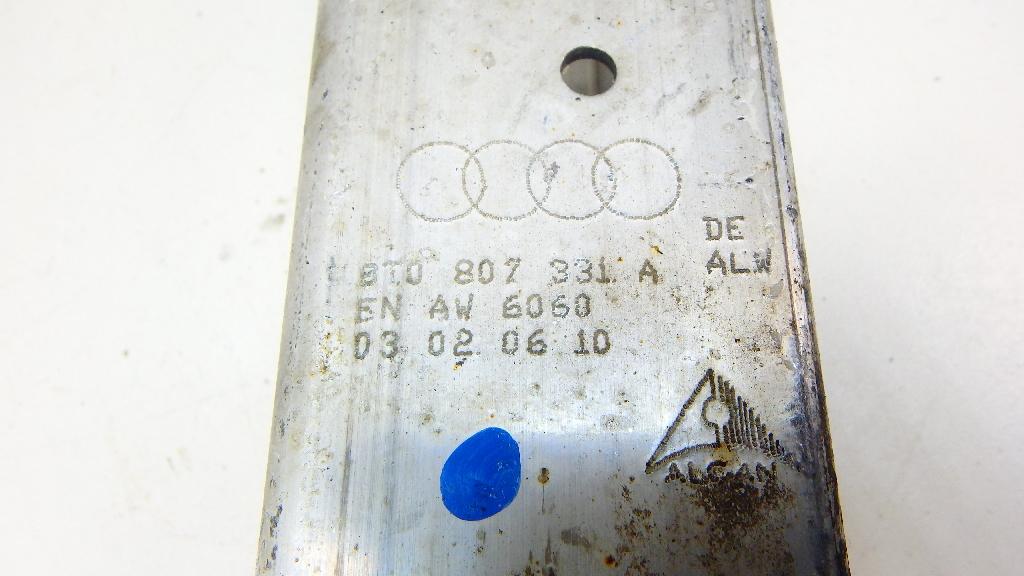 DE
ALW
8T0 807 331 A
EN AW 6060
03 02 06 10
ALCAN